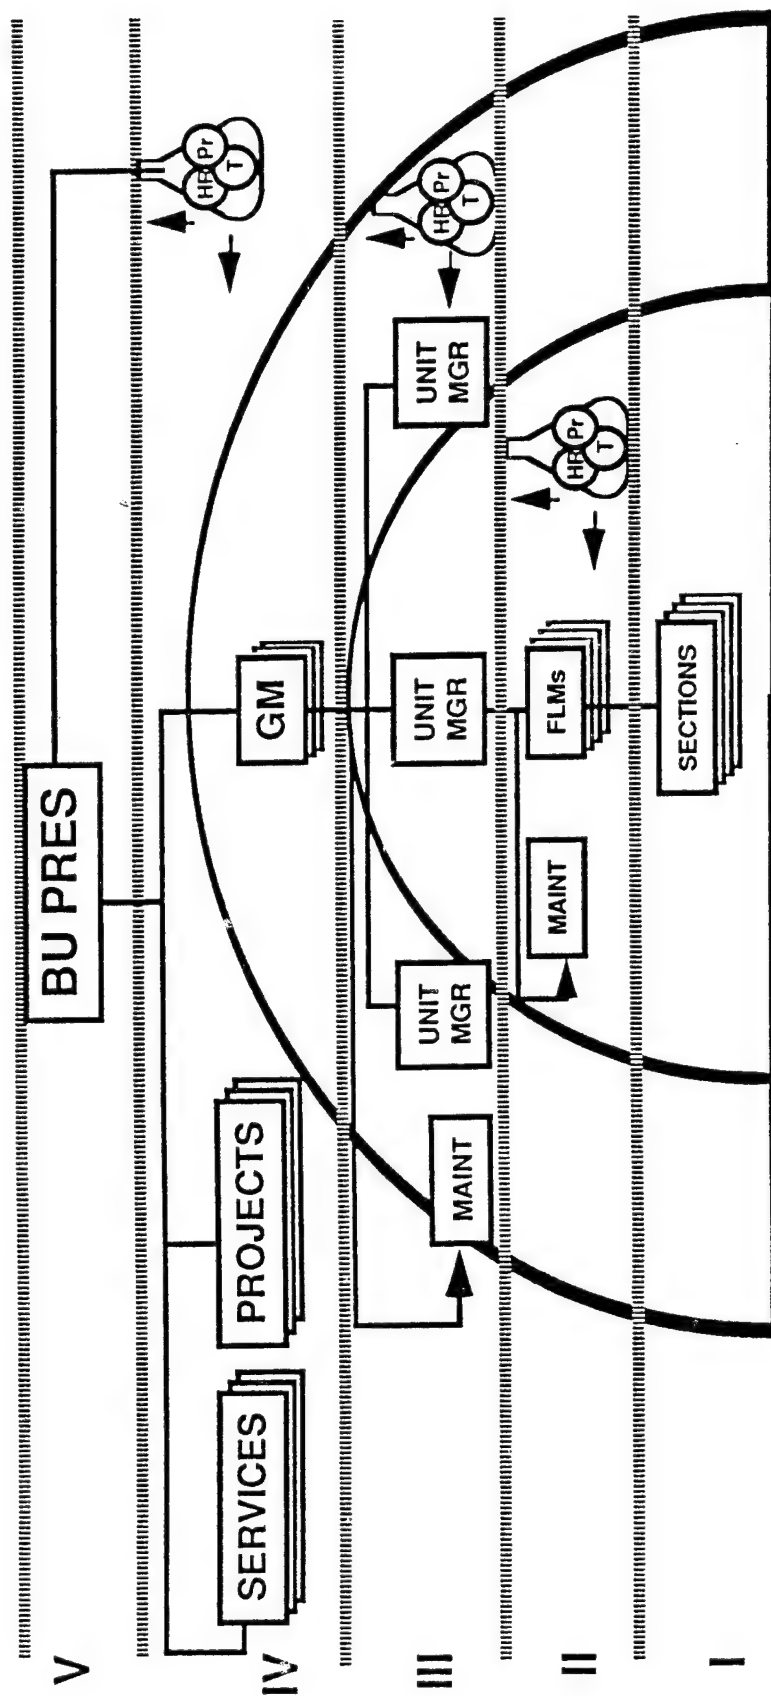 V
BU PRES
IV
SERVICES
PROJECTS
GM
HR
Pr
T
III
MAINT
UNIT
MGR
UNIT
MGR
UNIT
MGR
HR
Pr
T
II
MAINT
FLMs
HR
Pr
T
I
SECTIONS